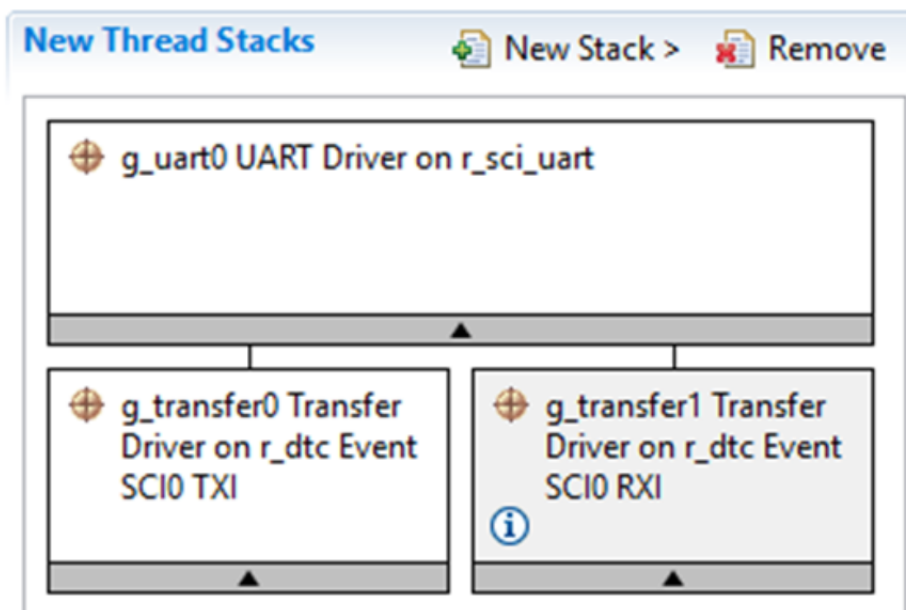 New Thread Stacks
New Stack >
Remove
g_uart0 UART Driver on r_sci_uart
g_transfer0 Transfer
Driver on r_dtc Event
SCI0 TXI
g_transfer1 Transfer
Driver on r_dtc Event
SCI0 RXI